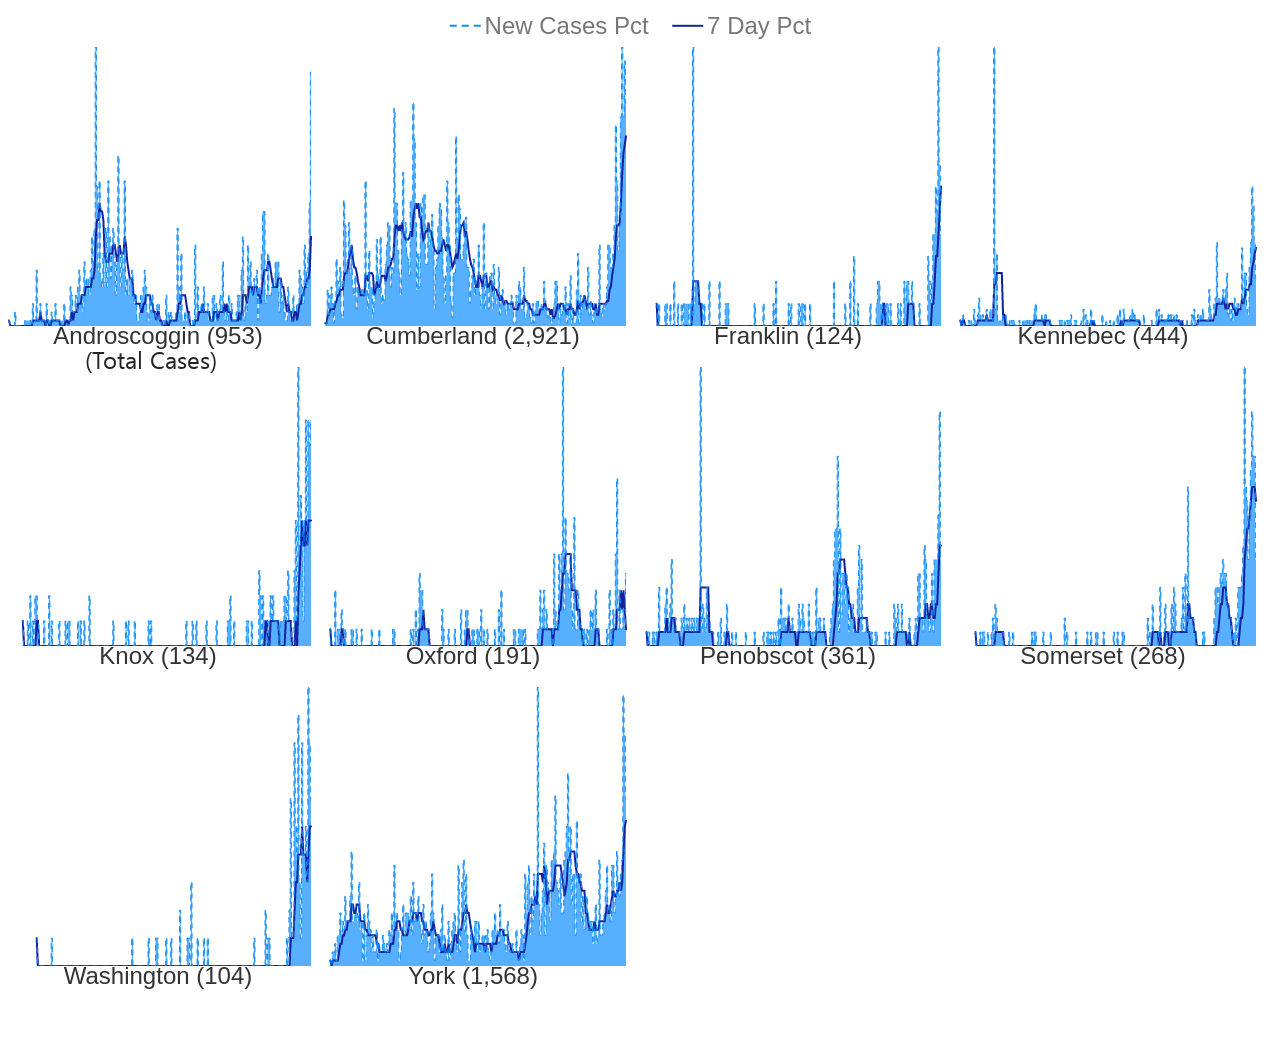 New Cases Pct 7 Day Pct
Androscoggin (953) Cumberland (2,921) Franklin (124) Kennebec (444)
(Total Cases)
Knox (134) Oxford (191) Penobscot (361) Somerset (268)
Washington (104) York (1,568)